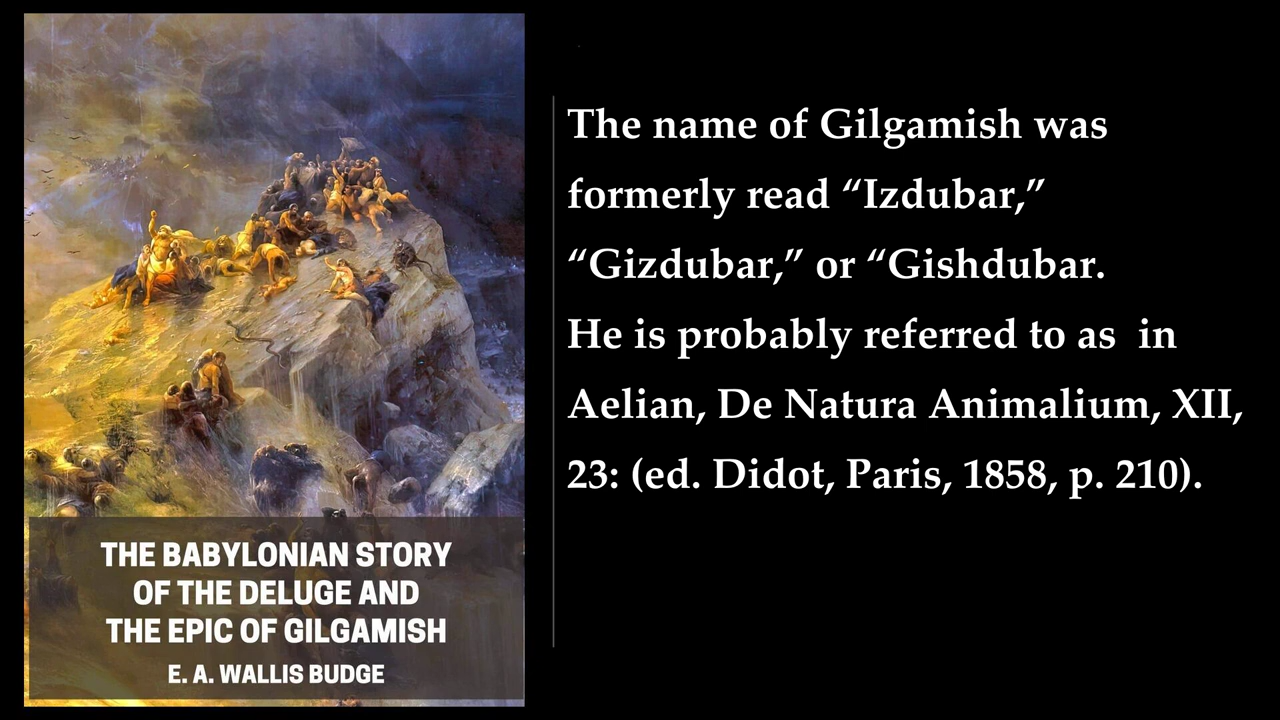 The name of Gilgamish was
formerly read “Izdubar,”
“Gizdubar,” or “Gishdubar.
He is probably referred to as  in
Aelian, De Natura Animalium, XII,
23: (ed. Didot, Paris, 1858, p. 210).
THE BABYLONIAN STORY
OF THE DELUGE AND
THE EPIC OF GILGAMISH
E. A. WALLIS BUDGE